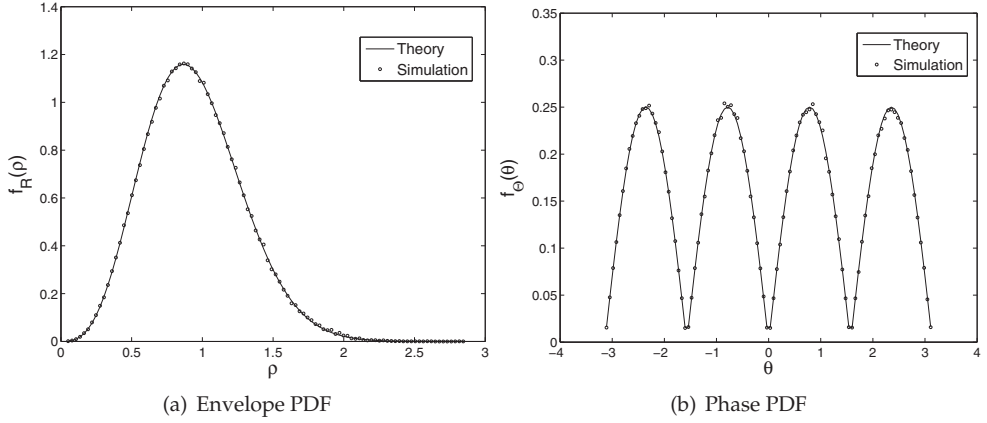 1.4
1.2
1
0.8
0.6
0.4
0.2
0
f_R(ρ)
Theory
Simulation
0 0.5 1 1.5 2 2.5 3
ρ
(a) Envelope PDF
0.35
0.3
0.25
0.2
0.15
0.1
0.05
0
f_Θ(θ)
Theory
Simulation
−4 −3 −2 −1 0 1 2 3 4
θ
(b) Phase PDF